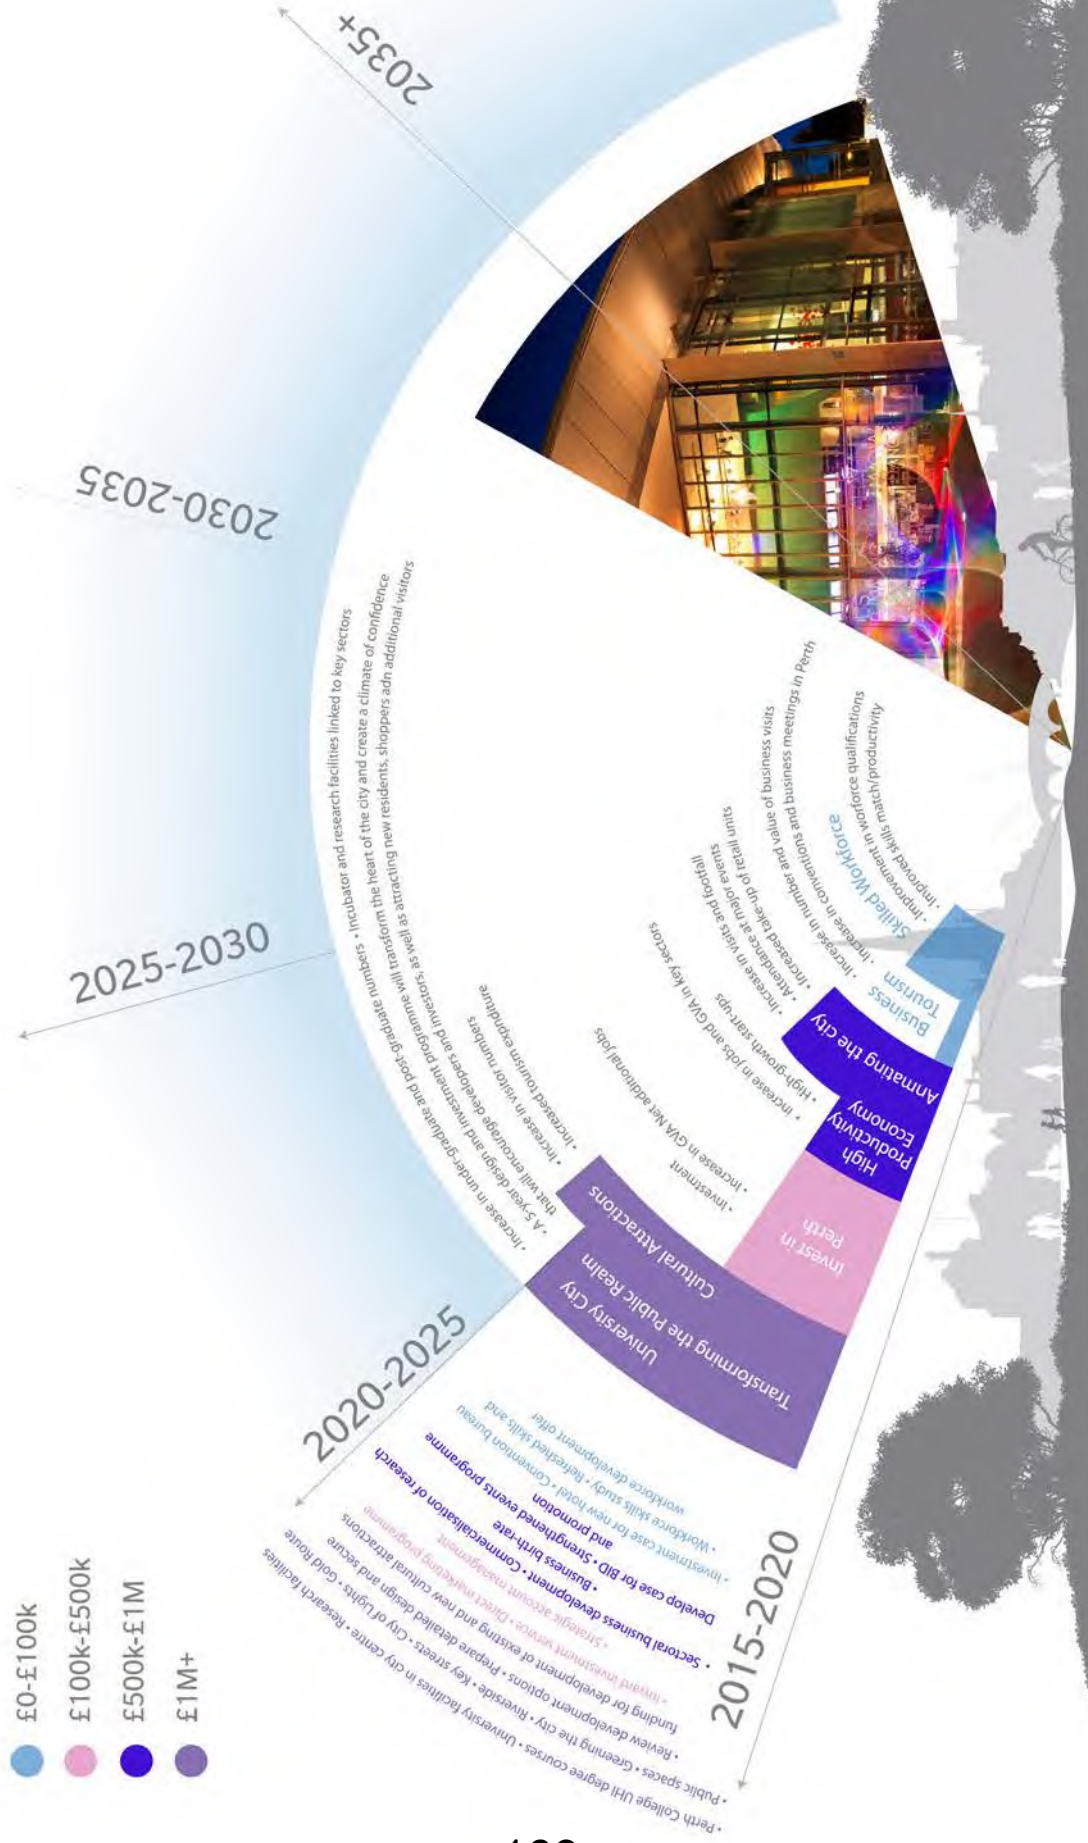 £0-£100k
£100k-£500k
£500k-£1M
£1M+
2015-2020
2020-2025
2025-2030
2030-2035
2035+
• Perth College UHI degree courses • University facilities in city centre • Research facilities
• Public spaces • Greening the city • Riverside • Key streets • City of Lights • Gold Route
• Review development options • Prepare detailed design and secure
funding for development of existing and new cultural attractions
• Inward investment service • Direct marketing programme
• Strategic account management
• Sectoral business development • Commercialisation of research
• Business birth-rate
Develop case for BID • Strengthened events programme
and promotion
• Investment case for new hotel • Convention bureau
• Workforce skills study • Refreshed skills and
workforce development offer
University City
Transforming the Public Realm
Cultural Attractions
Invest in
Perth
High
Productivity
Economy
Anmating the city
Business
Tourism
Skilled Workforce
• Increase in under-graduate and post-graduate numbers • Incubator and research facilities linked to key sectors
• A 5-year design and investment programme will transform the heart of the city and create a climate of confidence
that will encourage developers and investors, as well as attracting new residents, shoppers adn additional visitors
• Increase in visitor numbers
• Increased tourism expnditure
• Investment
• Increase in GVA Net additional jobs
• Increase in jobs and GVA in key sectors
• High-growth start-ups
• Increase in visits and footfall
• Attendance at major events
• Increased take-up of retail units
• Increase in number and value of business visits
• Increase in conventions and business meetings in Perth
• Improvement in worforce qualifications
• Improved skills match/productivity